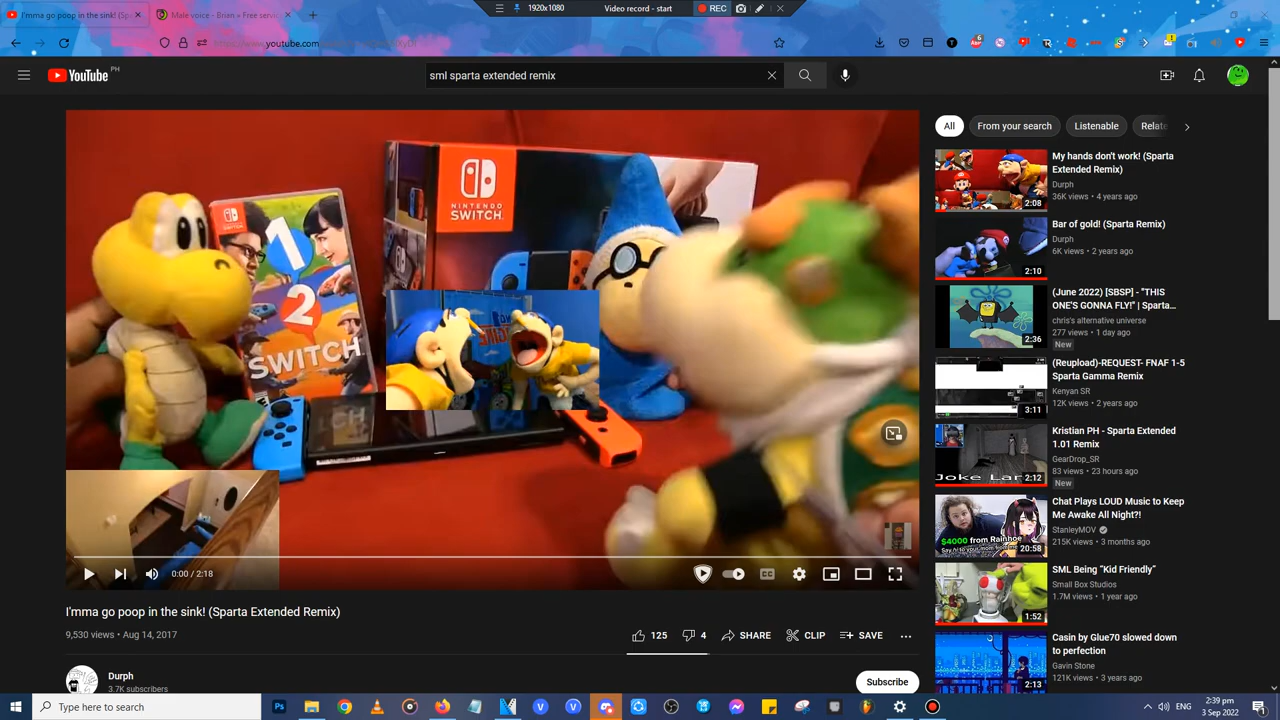 I'mma go poop in the sink! (Spa
Male voice - Brian « Free servi
1920x1080
Video record - start
REC
https://www.youtube.com
YouTube PH
sml sparta extended remix
All
From your search
Listenable
Relate
NINTENDO
SWITCH
1
2
SWITCH
0:00 / 2:18
I'mma go poop in the sink! (Sparta Extended Remix)
9,530 views • Aug 14, 2017
125
4
SHARE
CLIP
SAVE
Durph
3.7K subscribers
Subscribe
My hands don't work! (Sparta
Extended Remix)
Durph
36K views • 4 years ago
2:08
Bar of gold! (Sparta Remix)
Durph
6K views • 2 years ago
2:10
(June 2022) [SBSP] - "THIS
ONE'S GONNA FLY!" | Sparta...
chris's alternative universe
277 views • 1 day ago
New
2:36
(Reupload)-REQUEST- FNAF 1-5
Sparta Gamma Remix
Kenyan SR
12K views • 2 years ago
3:11
Kristian PH - Sparta Extended
1.01 Remix
GearDrop_SR
83 views • 23 hours ago
New
Joke Lar
2:12
Chat Plays LOUD Music to Keep
Me Awake All Night?!
StanleyMOV
215K views • 3 months ago
$4000 from Rainhoe
20:58
SML Being “Kid Friendly”
Small Box Studios
1.7M views • 1 year ago
1:52
Casin by Glue70 slowed down
to perfection
Gavin Stone
121K views • 3 years ago
2:13
Type here to search
ENG
2:39 pm
3 Sep 2022